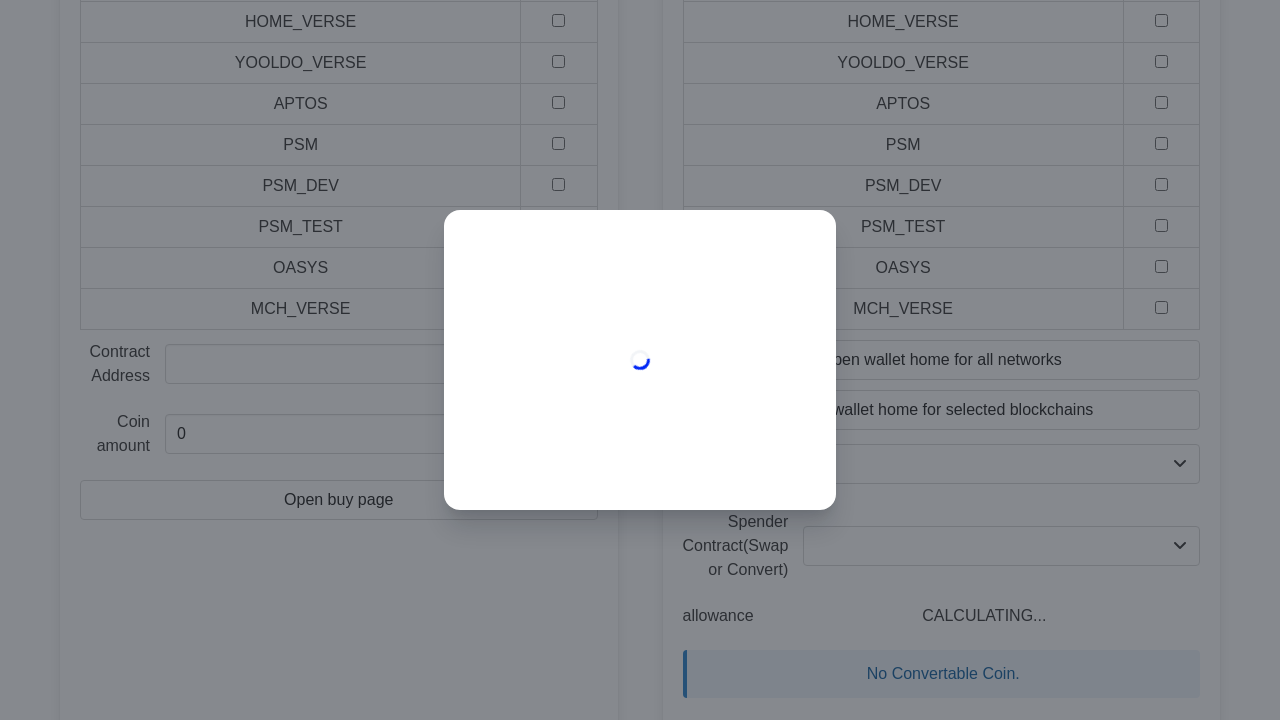 HOME_VERSE
YOOLDO_VERSE
APTOS
PSM
PSM_DEV
PSM_TEST
OASYS
MCH_VERSE
Contract
Address
Coin
amount
0
Open buy page
HOME_VERSE
YOOLDO_VERSE
APTOS
PSM
PSM_DEV
PSM_TEST
OASYS
MCH_VERSE
wallet home for all networks
wallet home for selected blockchains
Spender
Contract(Swap
or Convert)
allowance
CALCULATING...
No Convertable Coin.